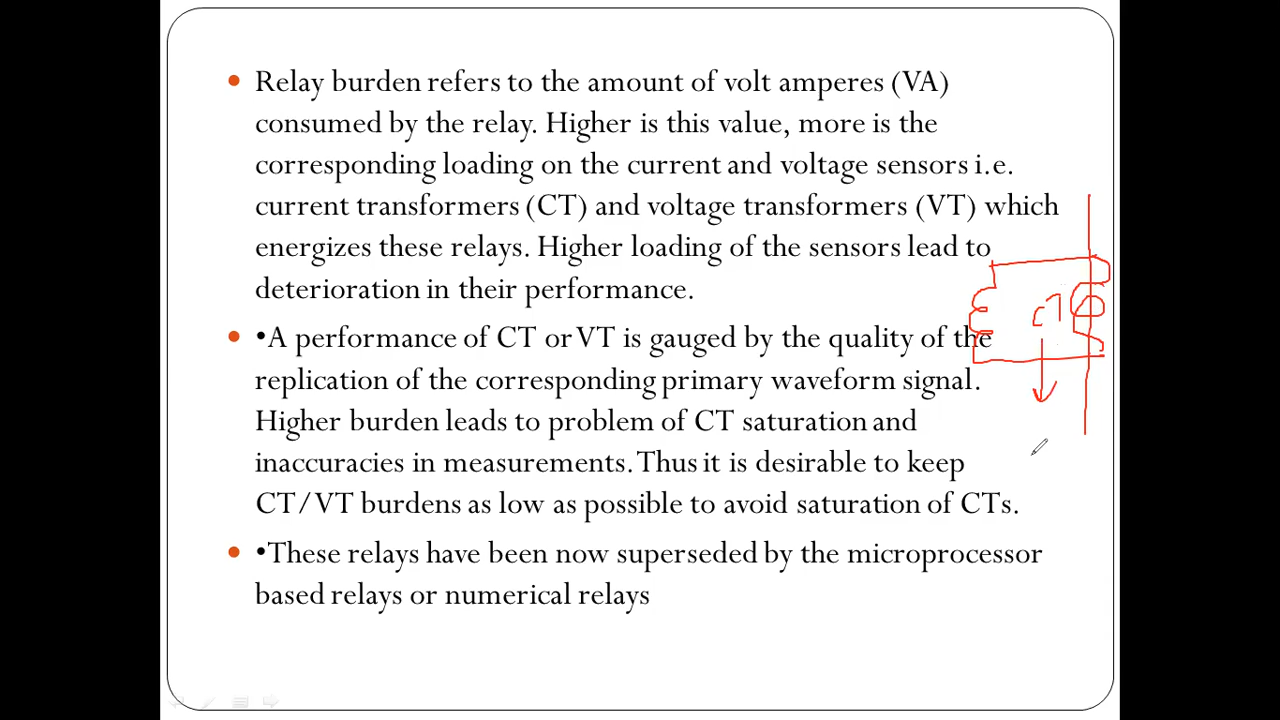 • Relay burden refers to the amount of volt amperes (VA)
consumed by the relay. Higher is this value, more is the
corresponding loading on the current and voltage sensors i.e.
current transformers (CT) and voltage transformers (VT) which
energizes these relays. Higher loading of the sensors lead to
deterioration in their performance.
• •A performance of CT or VT is gauged by the quality of the
replication of the corresponding primary waveform signal.
Higher burden leads to problem of CT saturation and
inaccuracies in measurements. Thus it is desirable to keep
CT/VT burdens as low as possible to avoid saturation of CTs.
• •These relays have been now superseded by the microprocessor
based relays or numerical relays
CT